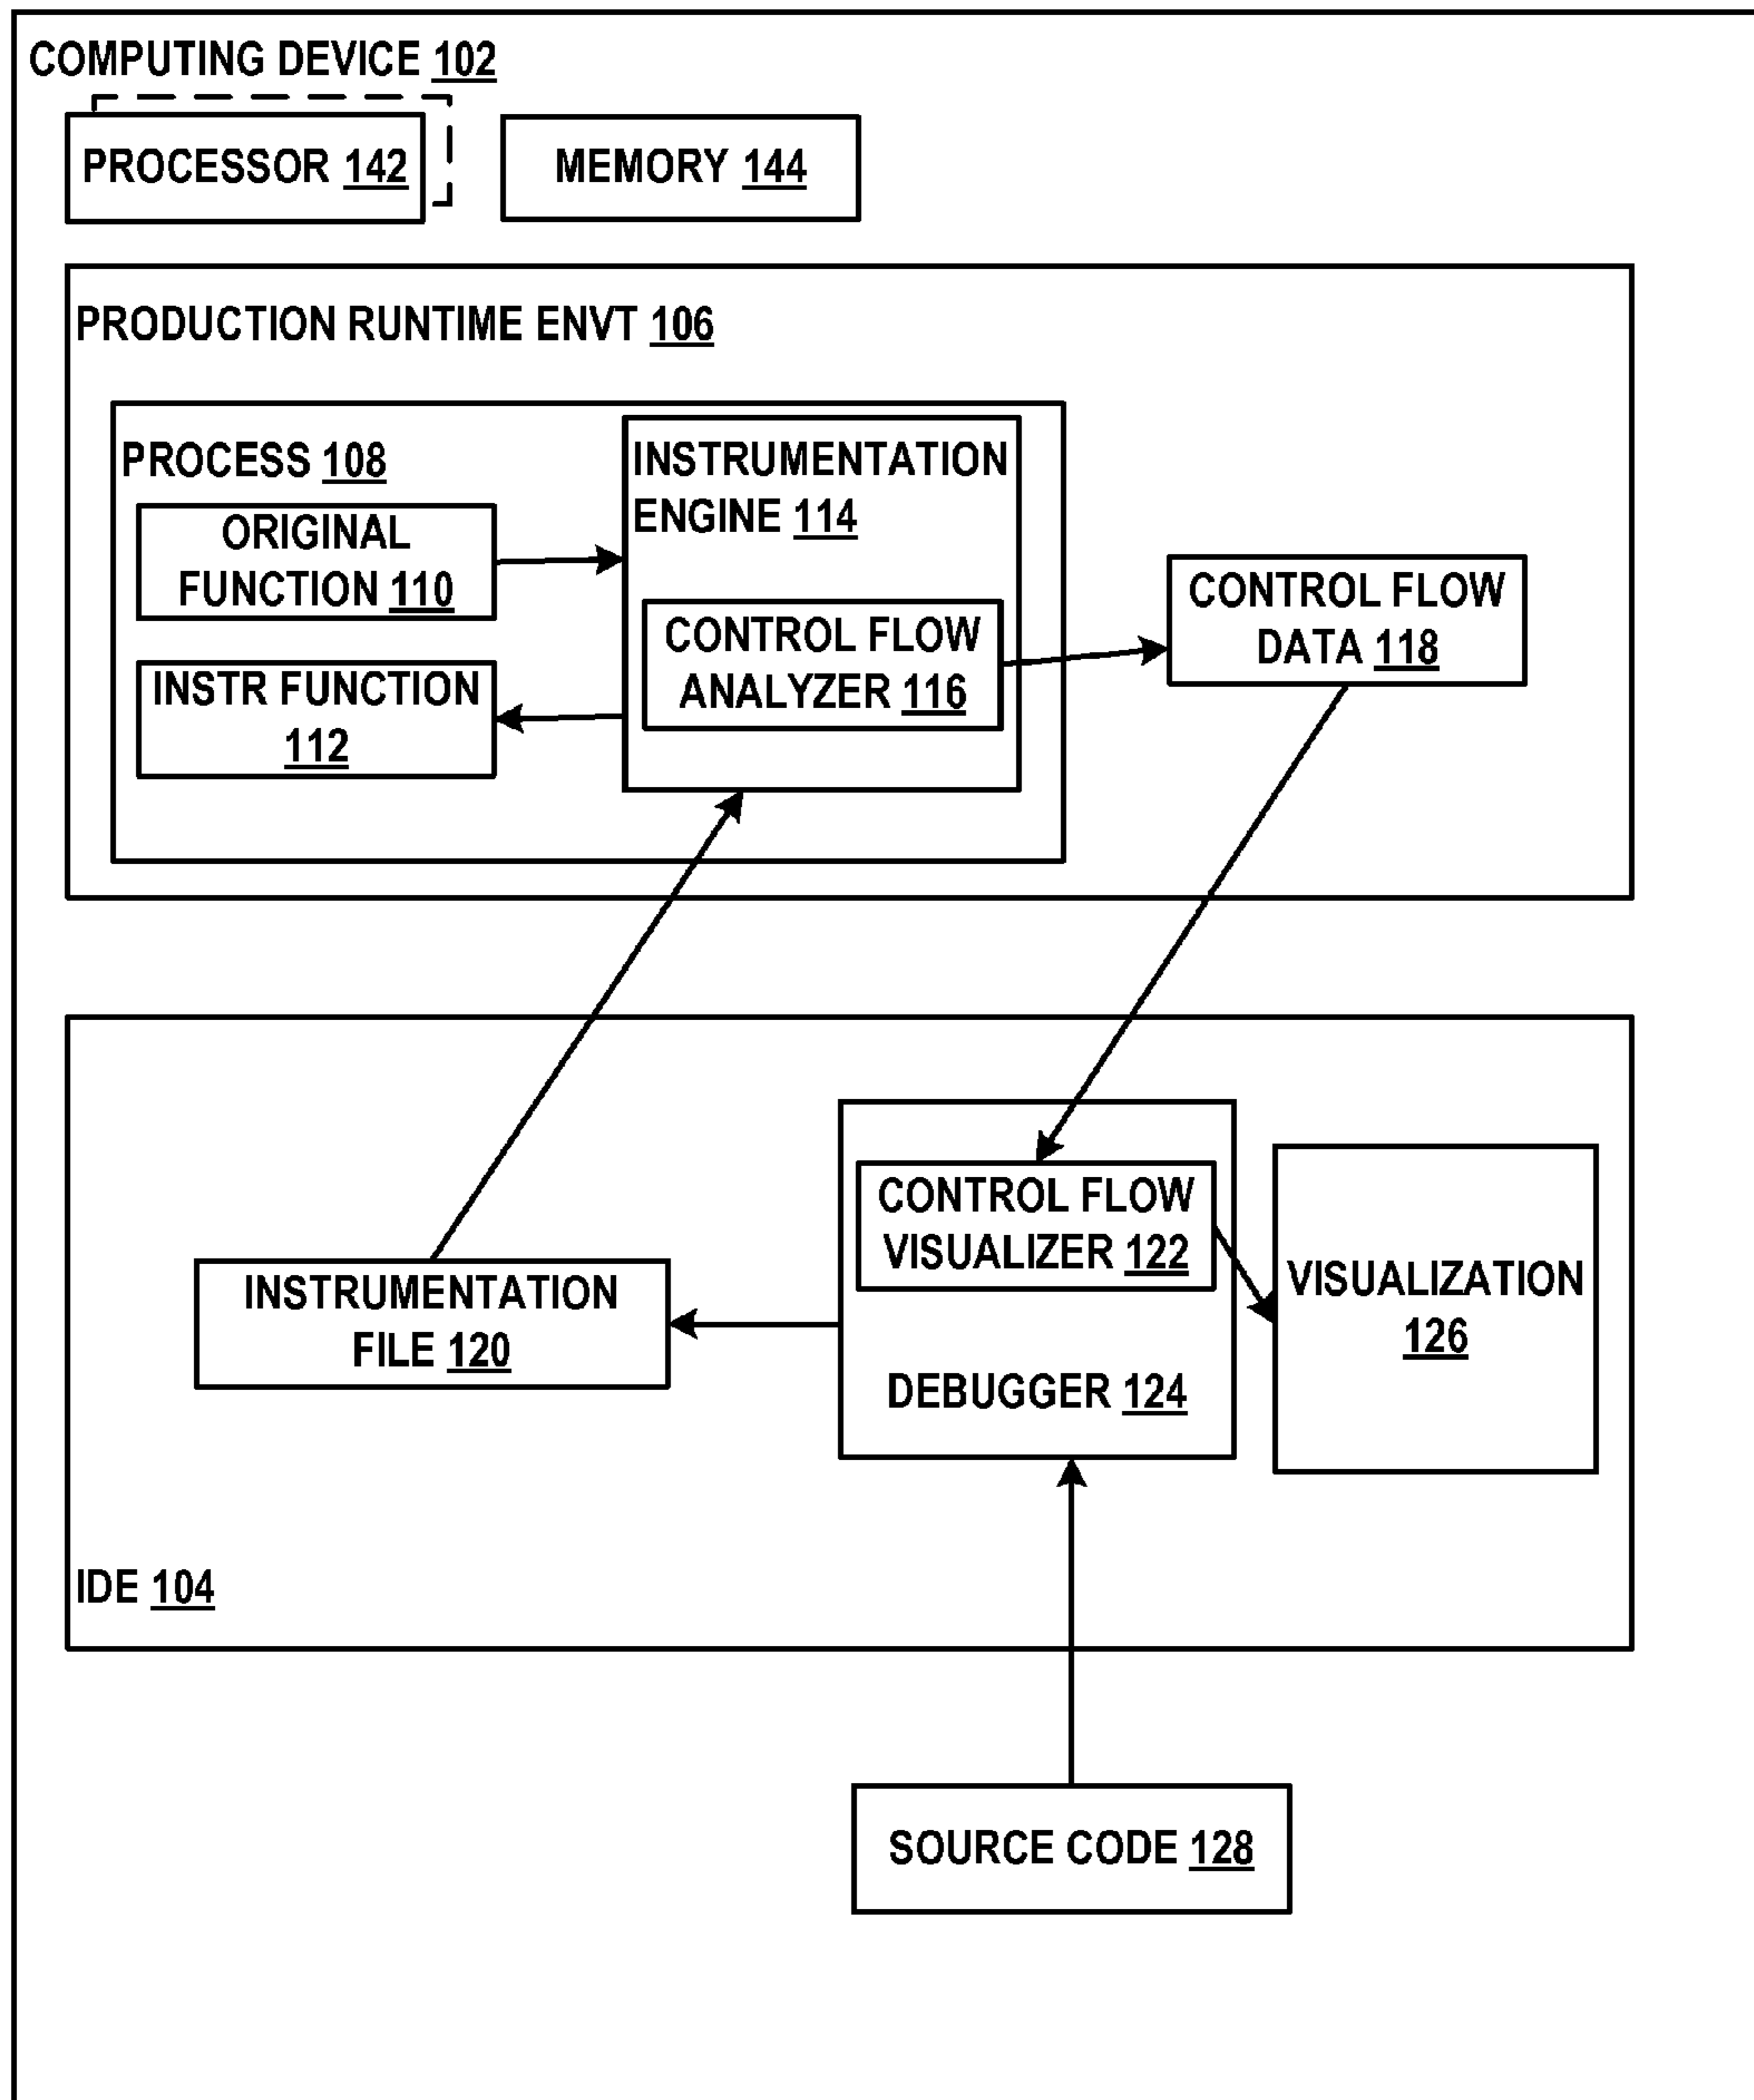 COMPUTING DEVICE 102
PROCESSOR 142
MEMORY 144
PRODUCTION RUNTIME ENVT 106
PROCESS 108
ORIGINAL
FUNCTION 110
INSTR FUNCTION
112
INSTRUMENTATION
ENGINE 114
CONTROL FLOW
ANALYZER 116
CONTROL FLOW
DATA 118
CONTROL FLOW
VISUALIZER 122
DEBUGGER 124
VISUALIZATION
126
INSTRUMENTATION
FILE 120
IDE 104
SOURCE CODE 128